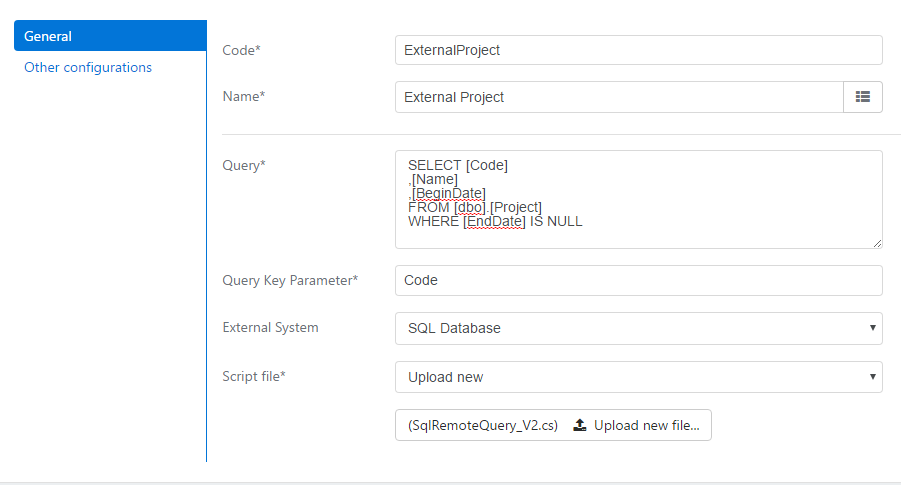 General
Other configurations
Code*
ExternalProject
Name*
External Project
Query*
SELECT [Code]
,[Name]
,[BeginDate]
FROM [dbo].[Project]
WHERE [EndDate] IS NULL
Query Key Parameter*
Code
External System
SQL Database
Script file*
Upload new
(SqlRemoteQuery_V2.cs) Upload new file...